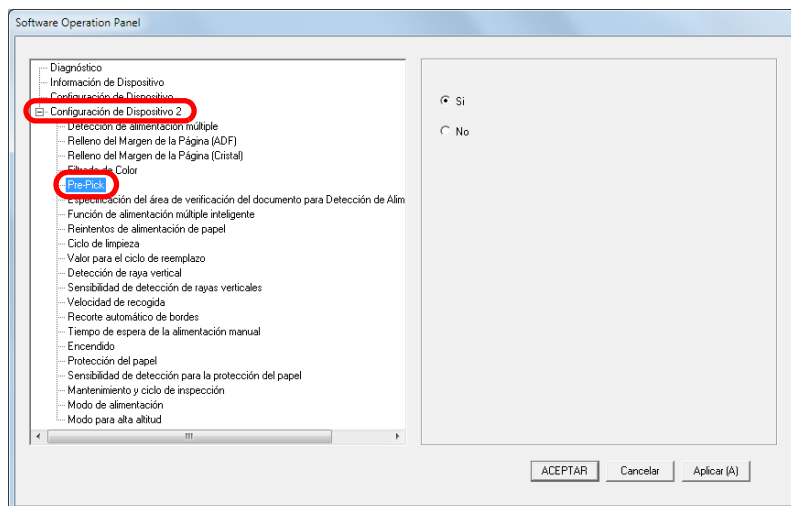 Software Operation Panel
Diagnóstico
Información de Dispositivo
Configuración de Dispositivo
Configuración de Dispositivo 2
Detección de alimentación múltiple
Relleno del Margen de la Página (ADF)
Relleno del Margen de la Página (Cristal)
Filtrado de Color
Pre-Pick
Especificación del área de verificación del documento para Detección de Alim
Función de alimentación múltiple inteligente
Reintentos de alimentación de papel
Ciclo de limpieza
Valor para el ciclo de reemplazo
Detección de raya vertical
Sensibilidad de detección de rayas verticales
Velocidad de recogida
Recorte automático de bordes
Tiempo de espera de la alimentación manual
Encendido
Protección del papel
Sensibilidad de detección para la protección del papel
Mantenimiento y ciclo de inspección
Modo de alimentación
Modo para alta altitud
Si
No
ACEPTAR
Cancelar
Aplicar (A)